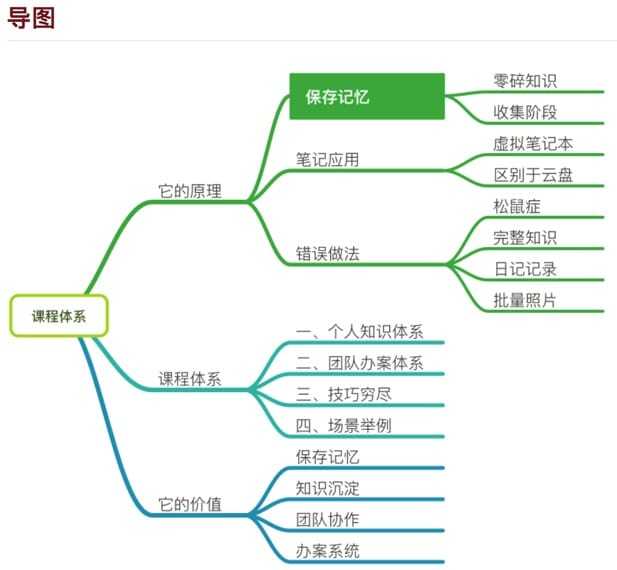 导图
保存记忆
零碎知识
收集阶段
笔记应用
虚拟笔记本
区别于云盘
它的原理
错误做法
松鼠症
完整知识
日记记录
批量照片
课程体系
课程体系
一、个人知识体系
二、团队办案体系
三、技巧穷尽
四、场景举例
它的价值
保存记忆
知识沉淀
团队协作
办案系统